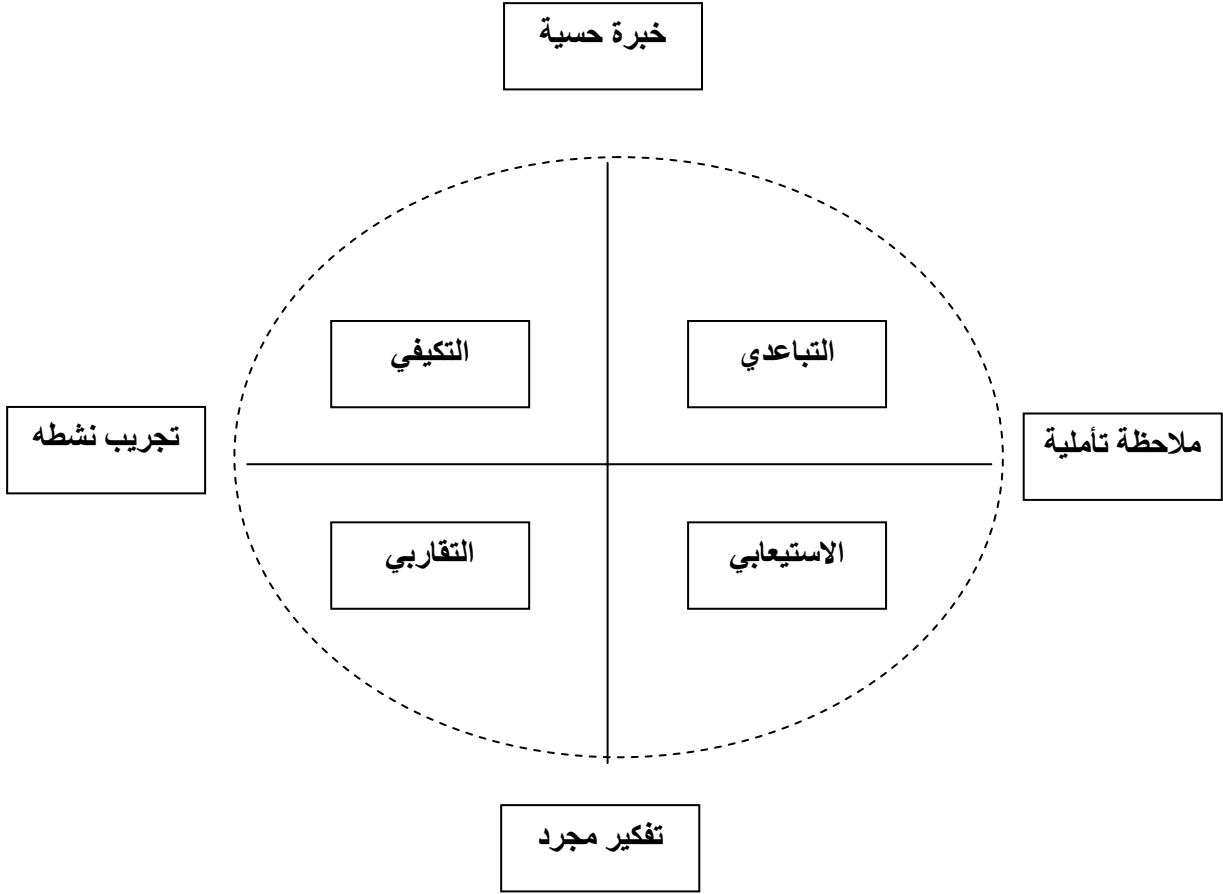 خبرة حسية
التباعدي
التكيفي
ملاحظة تأملية
تجريب نشطه
الاستيعابي
التقاربي
تفكير مجرد